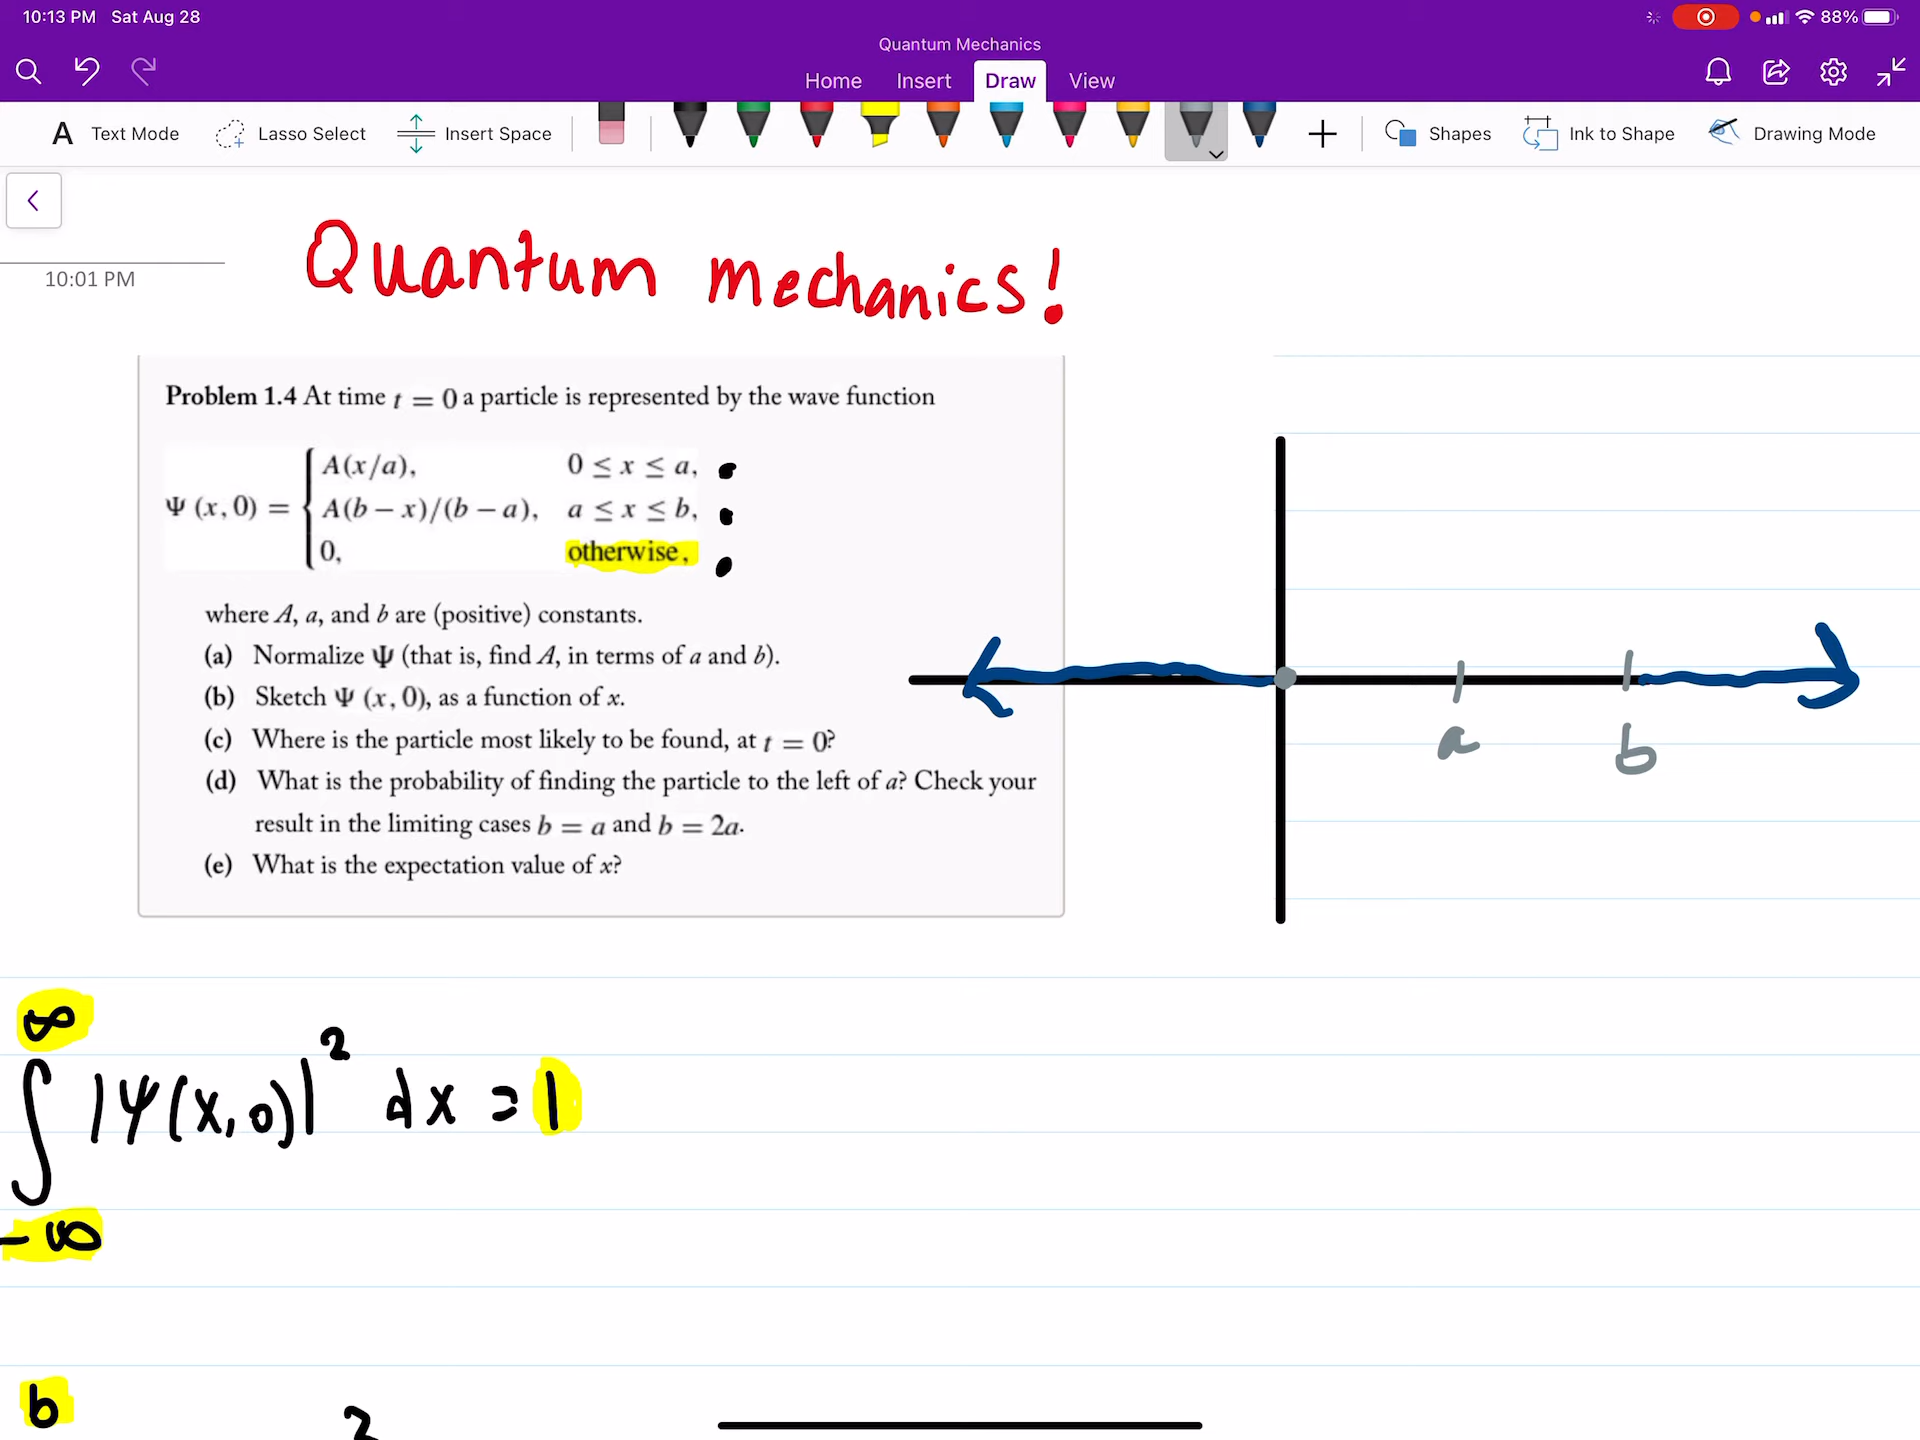 10:13 PM Sat Aug 28
88%
Quantum Mechanics
Home Insert Draw View
A Text Mode Lasso Select Insert Space Shapes Ink to Shape Drawing Mode
10:01 PM
Quantum mechanics!
Problem 1.4 At time t = 0 a particle is represented by the wave function
A(x/a), 0 ≤ x ≤ a,
Ψ (x, 0) = { A(b − x)/(b − a), a ≤ x ≤ b,
0, otherwise,
where A, a, and b are (positive) constants.
(a) Normalize Ψ (that is, find A, in terms of a and b).
(b) Sketch Ψ (x, 0), as a function of x.
(c) Where is the particle most likely to be found, at t = 0?
(d) What is the probability of finding the particle to the left of a? Check your
result in the limiting cases b = a and b = 2a.
(e) What is the expectation value of x?
a b
∞
∫ |Ψ(x,0)|² dx = 1
-∞
b
2